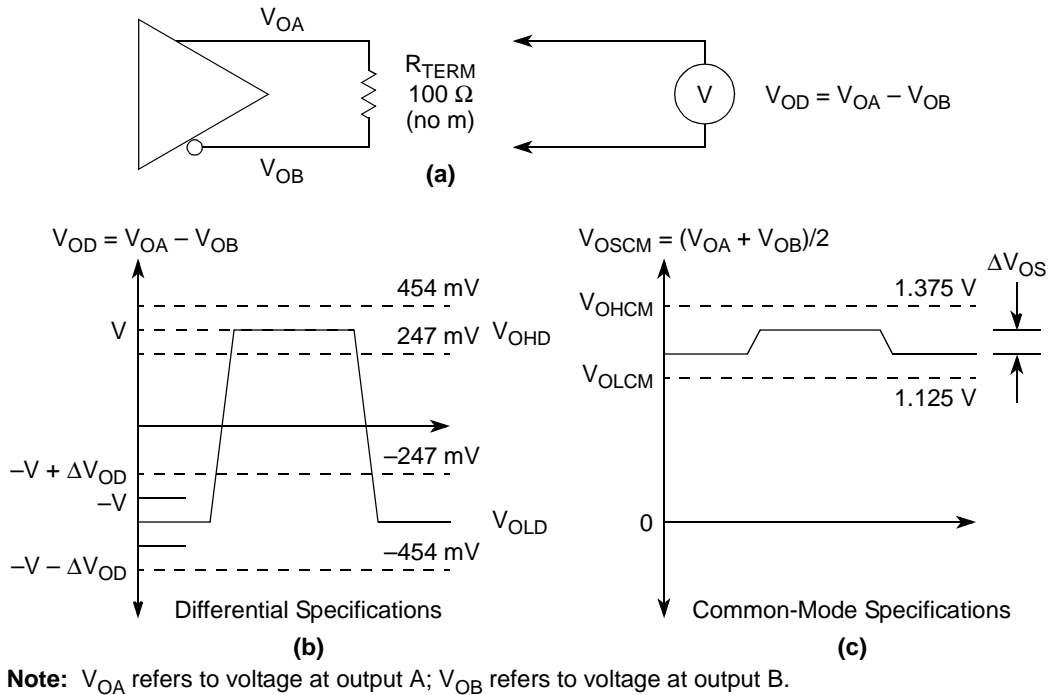 V_OA
R_TERM
100 Ω
(no m)
V
V_OD = V_OA – V_OB
V_OB
(a)
V_OD = V_OA – V_OB
454 mV
V
247 mV
V_OHD
–247 mV
–V + ΔV_OD
–V
V_OLD
–454 mV
–V – ΔV_OD
Differential Specifications
(b)
V_OSCM = (V_OA + V_OB)/2
ΔV_OS
1.375 V
V_OHCM
V_OLCM
1.125 V
0
Common-Mode Specifications
(c)
Note: V_OA refers to voltage at output A; V_OB refers to voltage at output B.